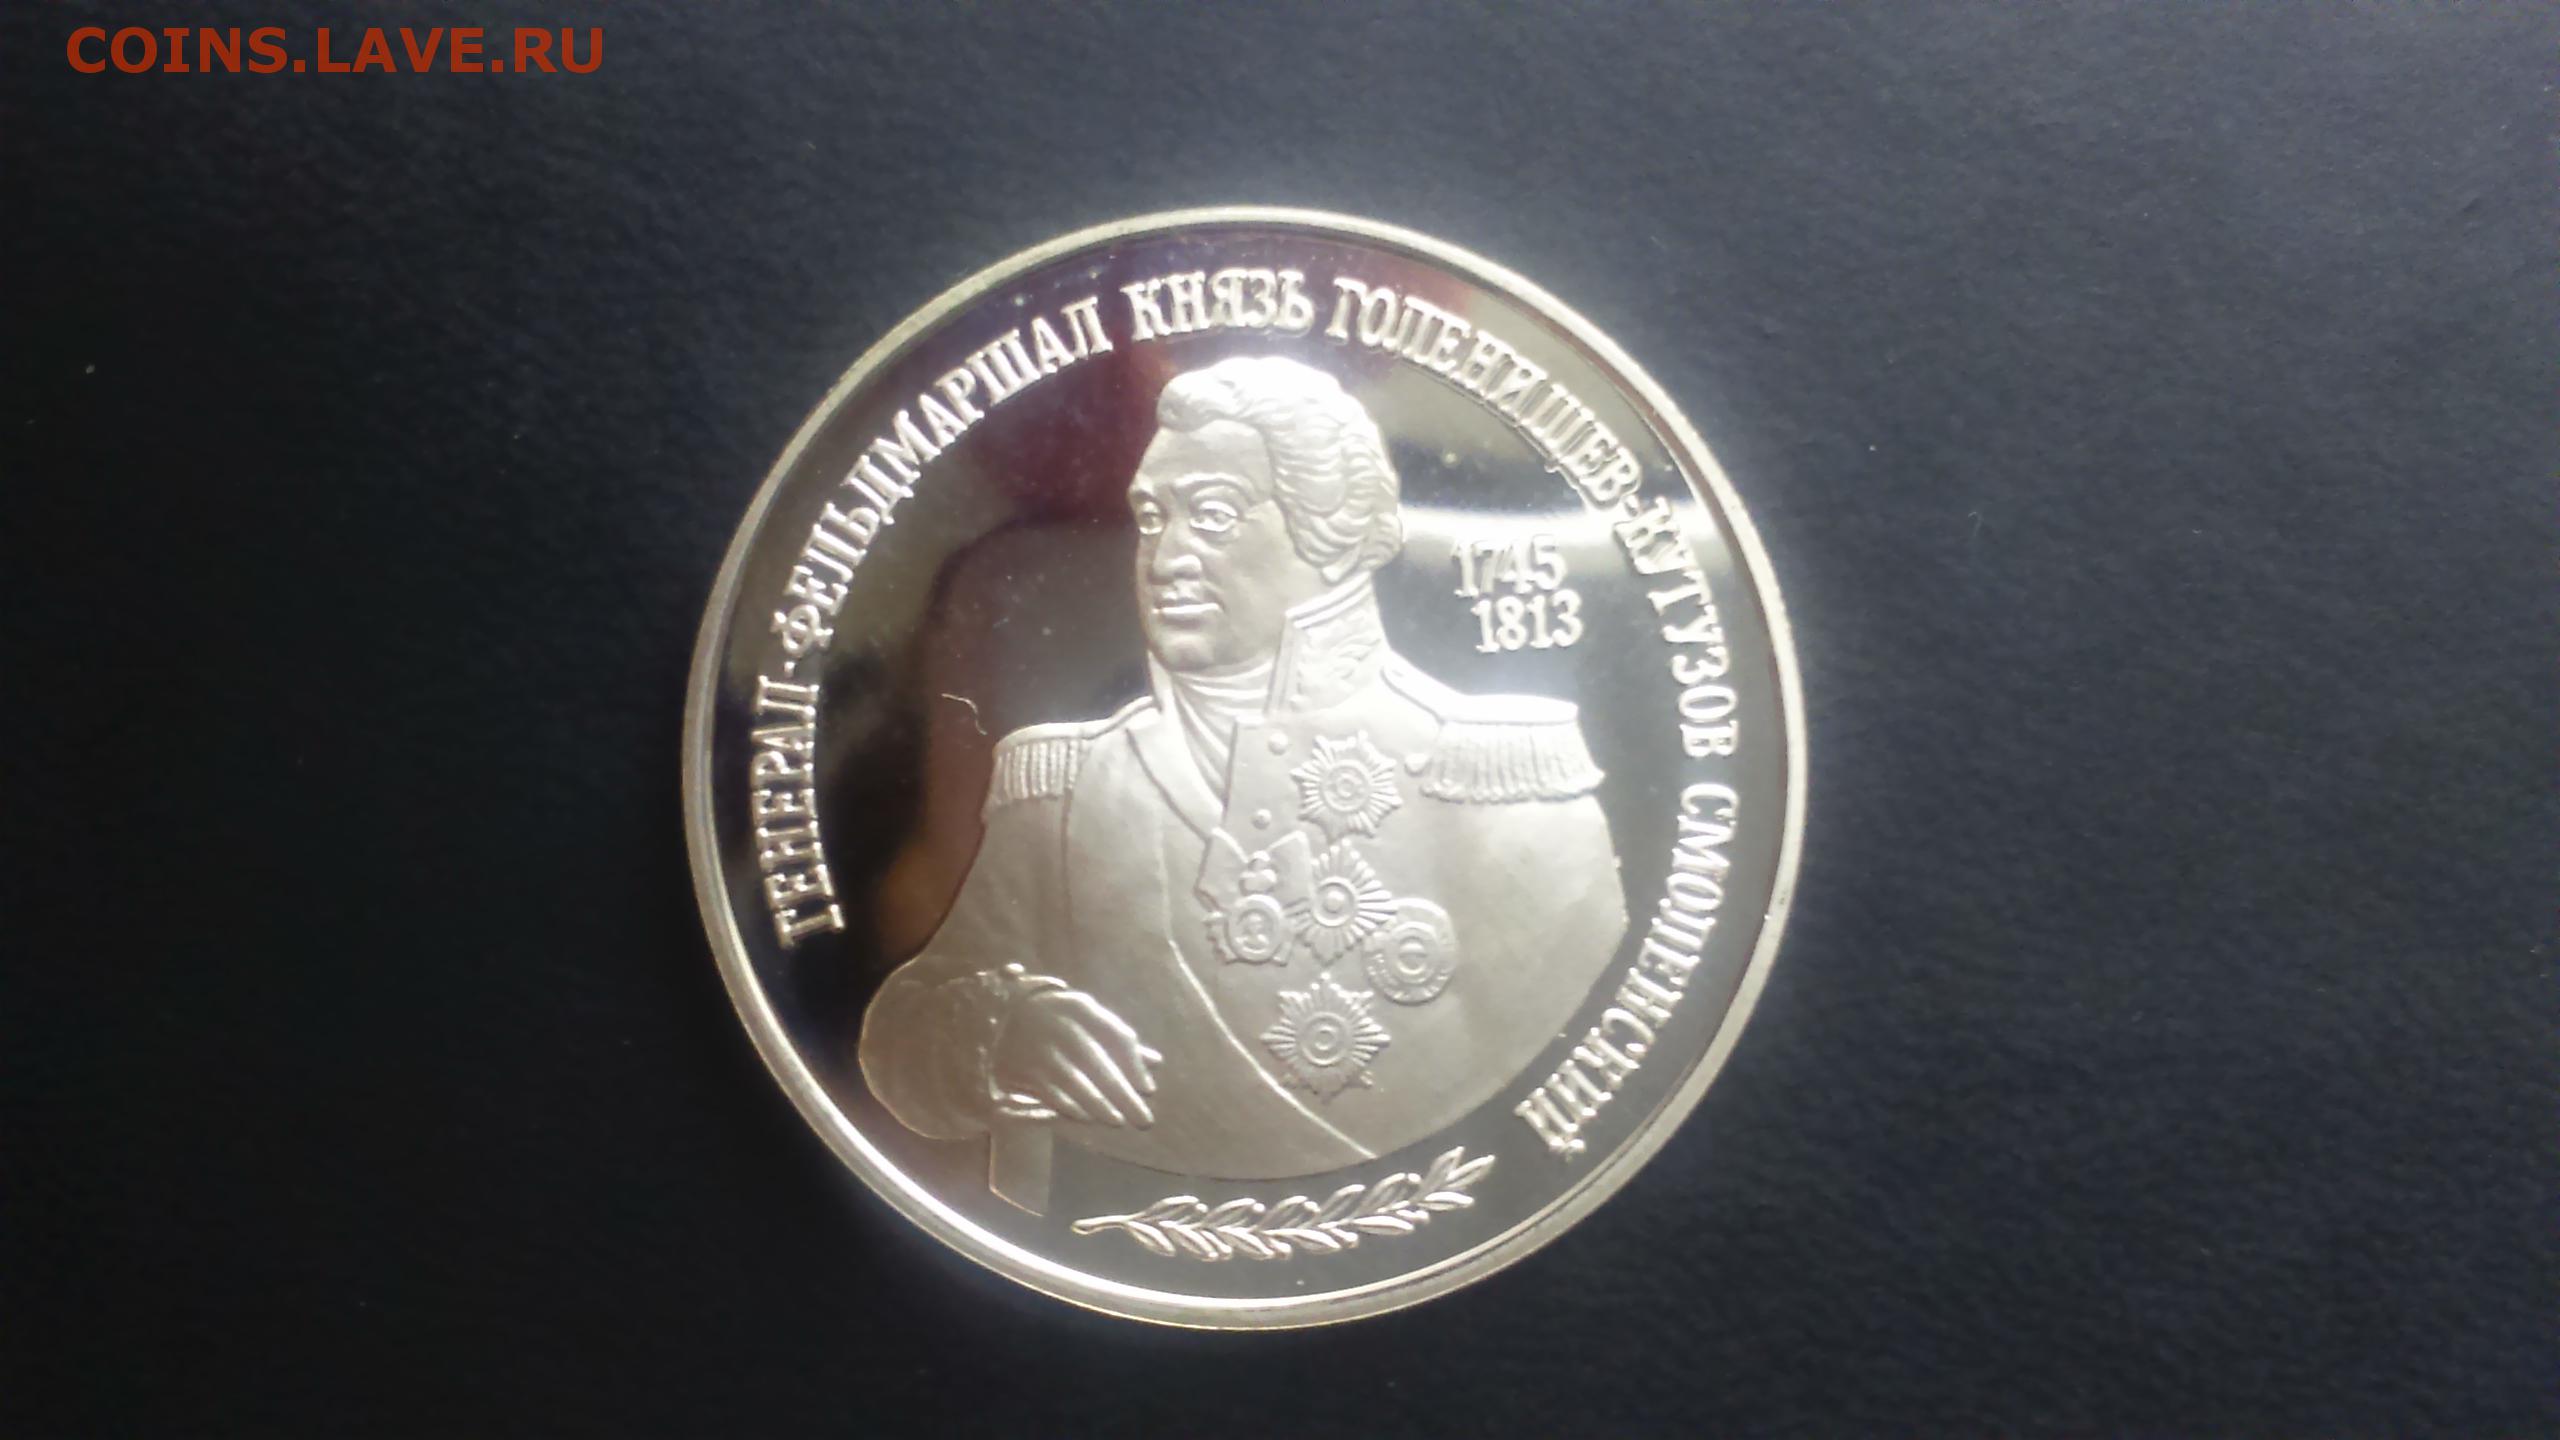 COINS.LAVE.RU
ГЕНЕРАЛ-ФЕЛЬДМАРШАЛ КНЯЗЬ ГОЛЕНИЩЕВ-КУТУЗОВ СМОЛЕНСКИЙ
1745
1813